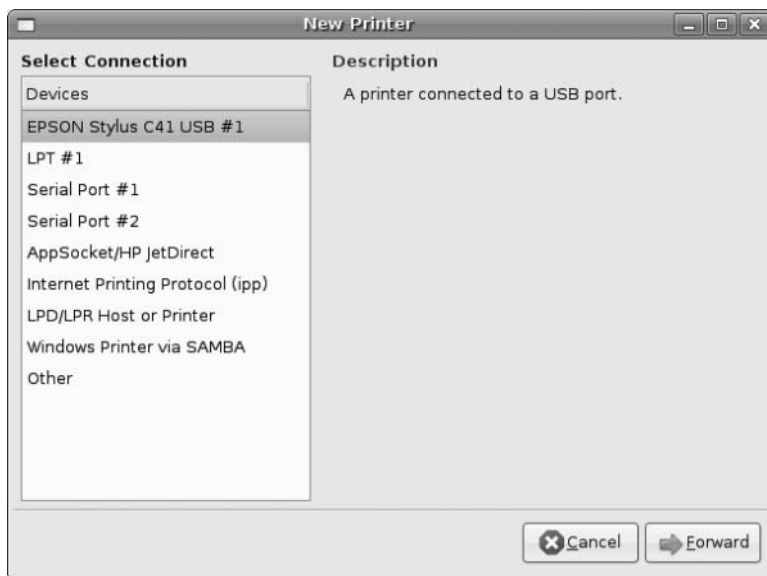 New Printer
Select Connection
Description
Devices
A printer connected to a USB port.
EPSON Stylus C41 USB #1
LPT #1
Serial Port #1
Serial Port #2
AppSocket/HP JetDirect
Internet Printing Protocol (ipp)
LPD/LPR Host or Printer
Windows Printer via SAMBA
Other
Cancel
Forward